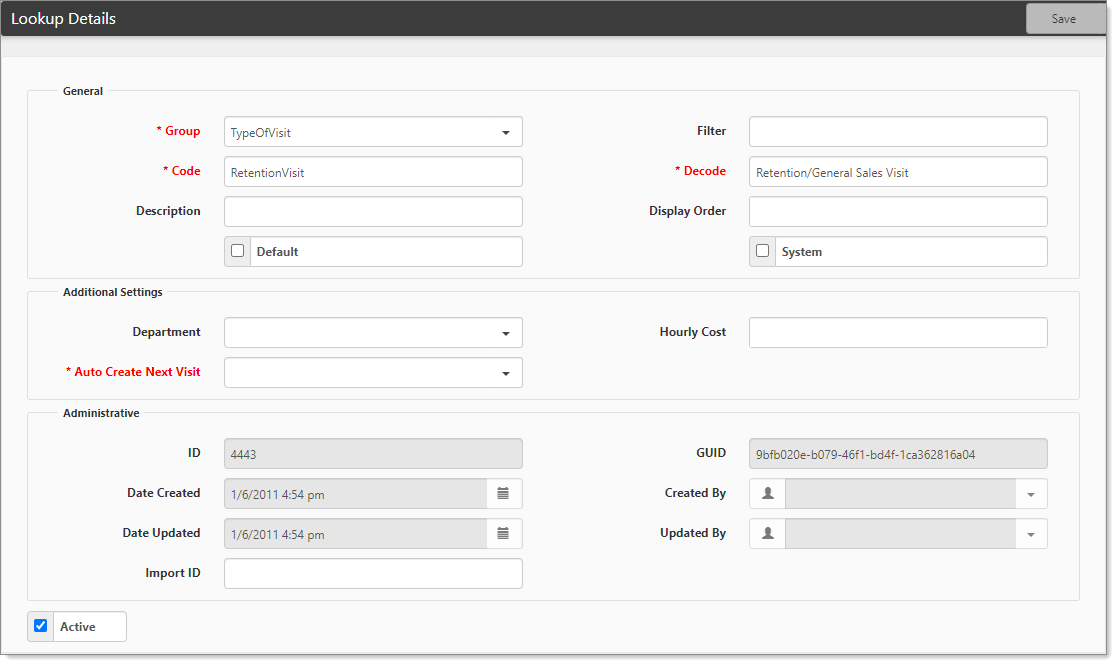 Lookup Details
Save
General
* Group
TypeOfVisit
Filter
* Code
RetentionVisit
* Decode
Retention/General Sales Visit
Description
Display Order
Default
System
Additional Settings
Department
Hourly Cost
* Auto Create Next Visit
Administrative
ID
4443
GUID
9bfb020e-b079-46f1-bd4f-1ca362816a04
Date Created
1/6/2011 4:54 pm
Created By
Date Updated
1/6/2011 4:54 pm
Updated By
Import ID
Active